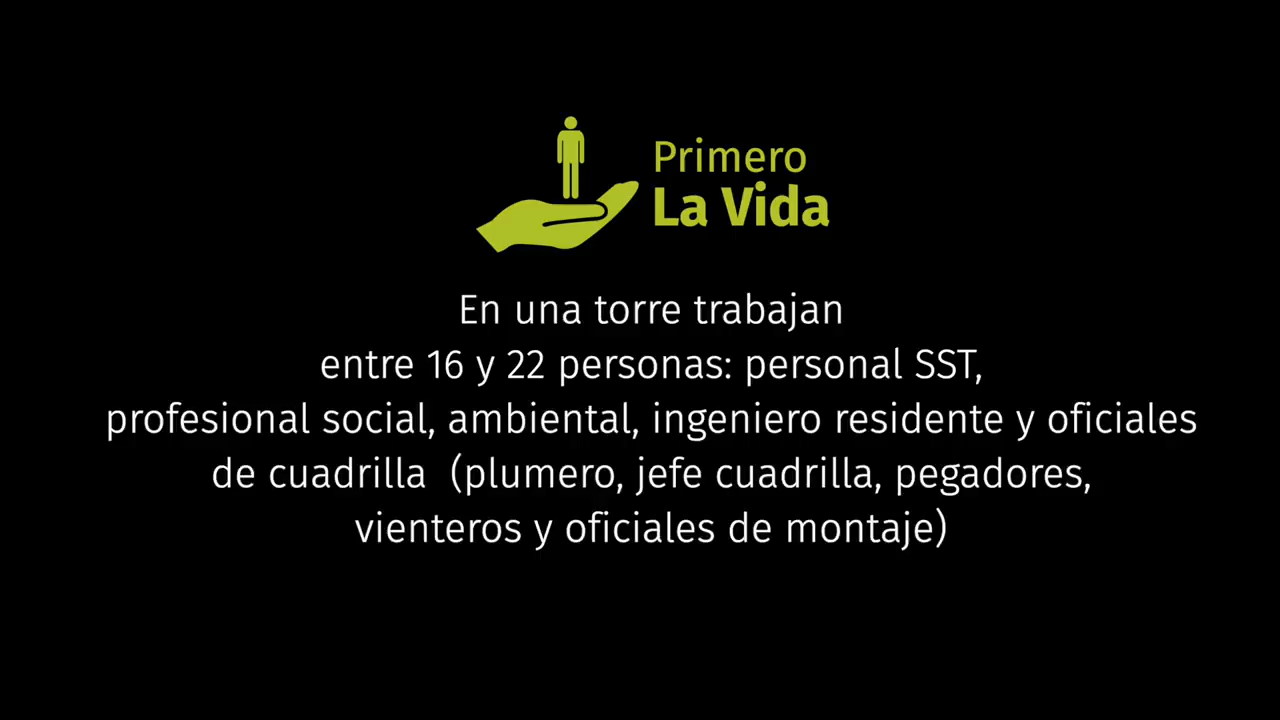 Primero
La Vida
En una torre trabajan
entre 16 y 22 personas: personal SST,
profesional social, ambiental, ingeniero residente y oficiales
de cuadrilla  (plumero, jefe cuadrilla, pegadores,
vienteros y oficiales de montaje)